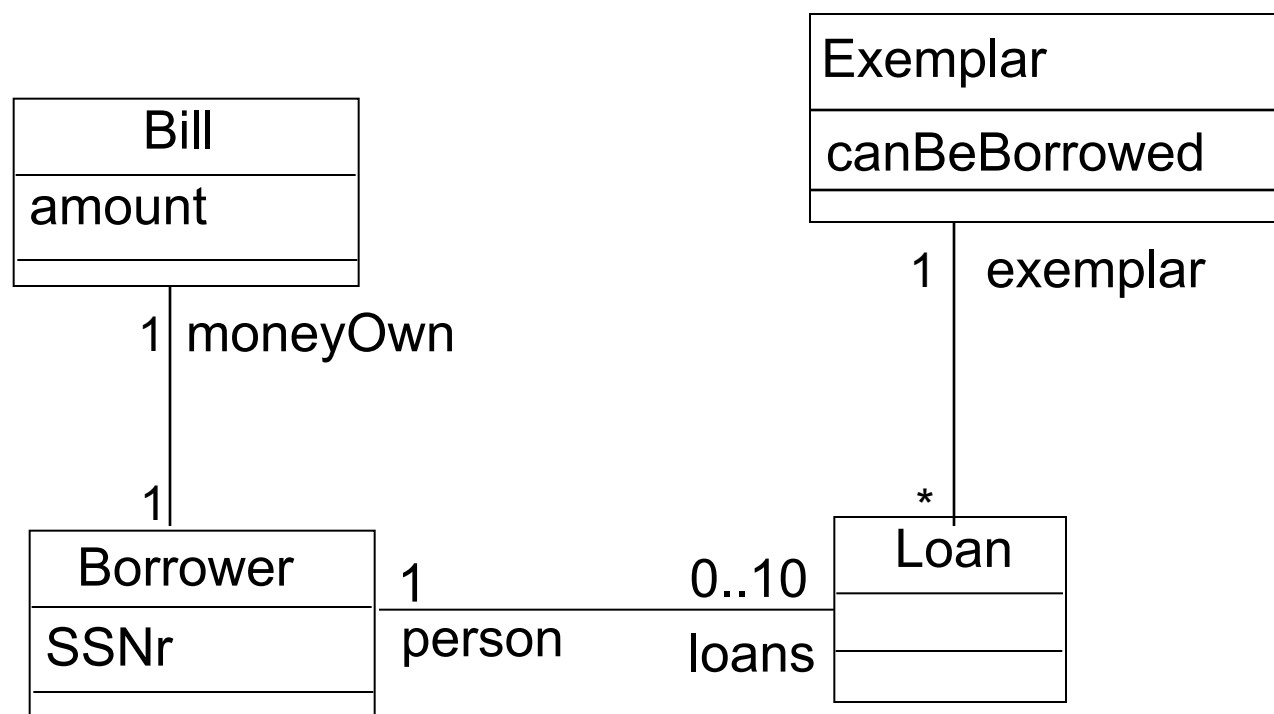 Exemplar
canBeBorrowed
Bill
amount
1 exemplar
1 moneyOwn
1
*
Borrower
SSNr
1
person
0..10
loans
Loan